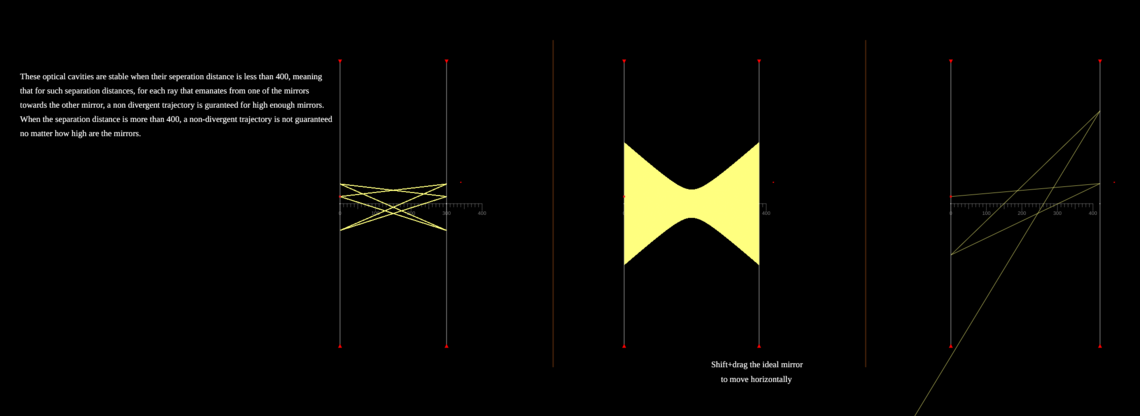 These optical cavities are stable when their seperation distance is less than 400, meaning
that for such separation distances, for each ray that emanates from one of the mirrors
towards the other mirror, a non divergent trajectory is guranteed for high enough mirrors.
When the separation distance is more than 400, a non-divergent trajectory is not guaranteed
no matter how high are the mirrors.
0 300 400
400
0 100 200 300 400
Shift+drag the ideal mirror
to move horizontally